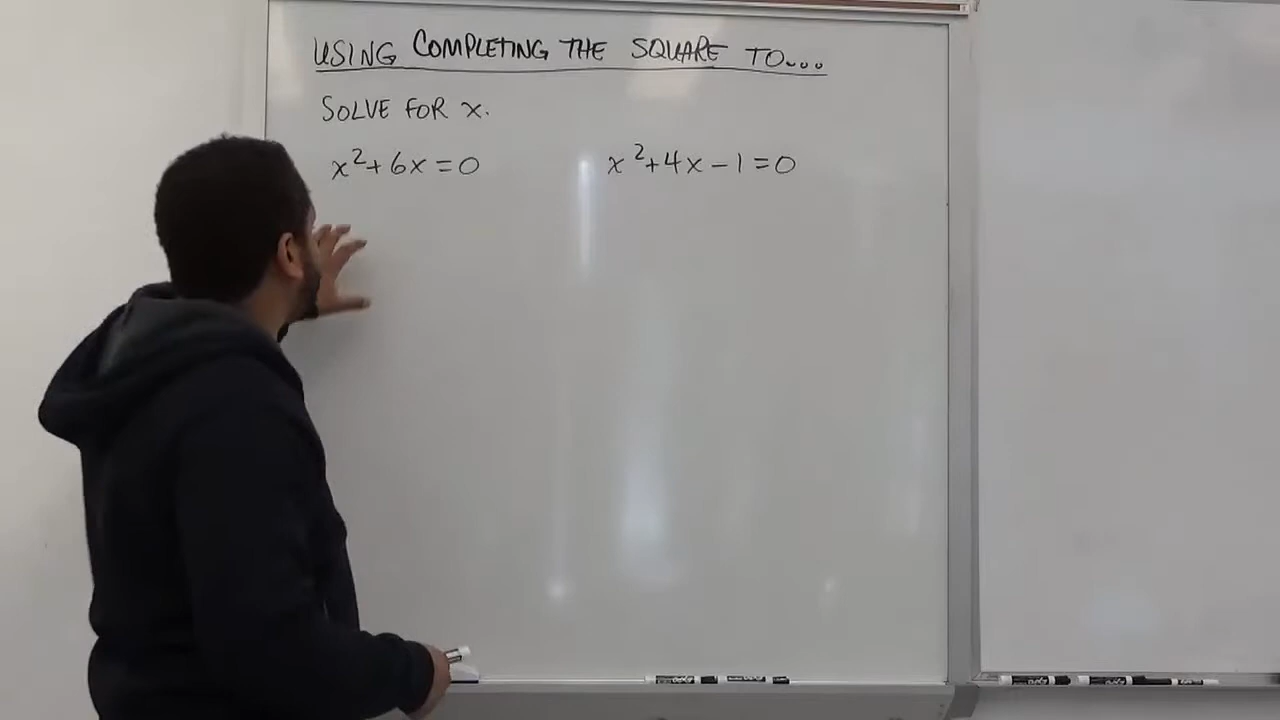 USING COMPLETING THE SQUARE TO...
SOLVE FOR x.
x²+6x=0
x²+4x-1=0